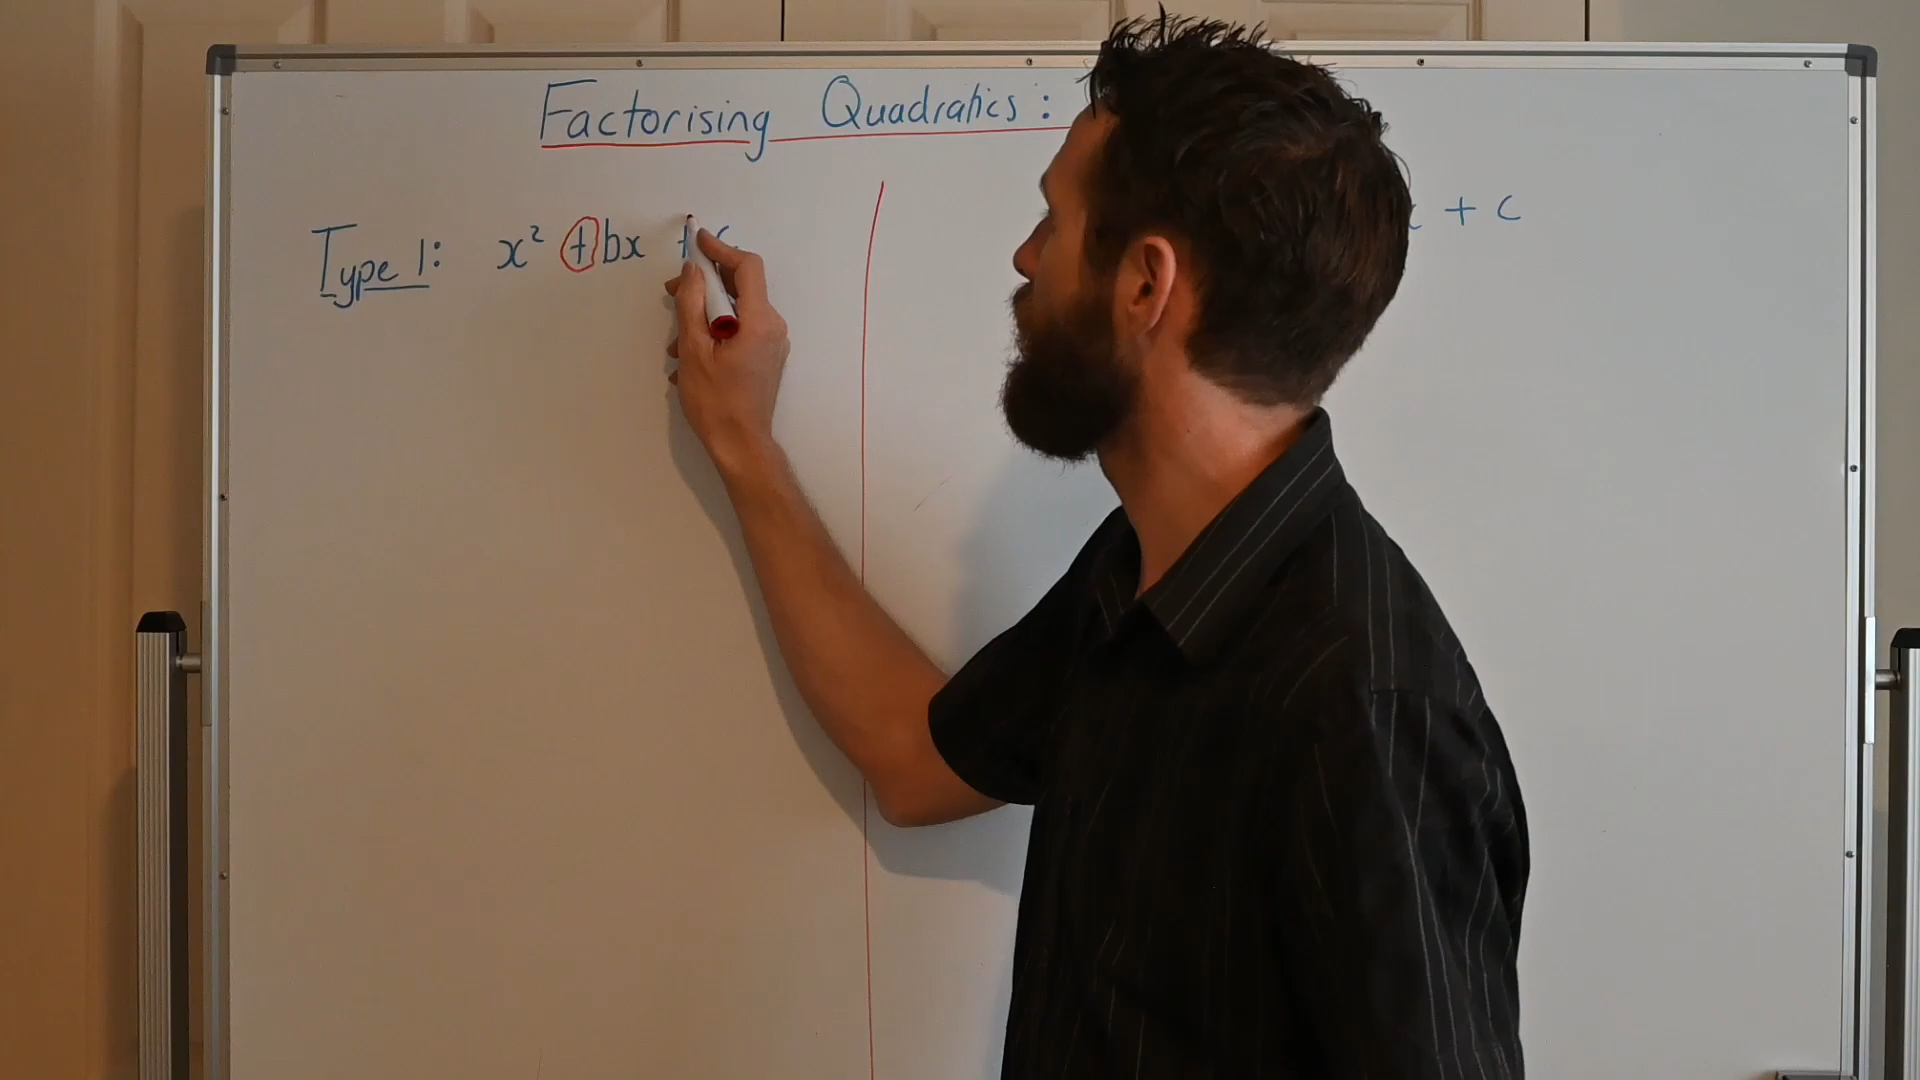 Factorising Quadratics:
Type 1: x² + bx + c
+ c